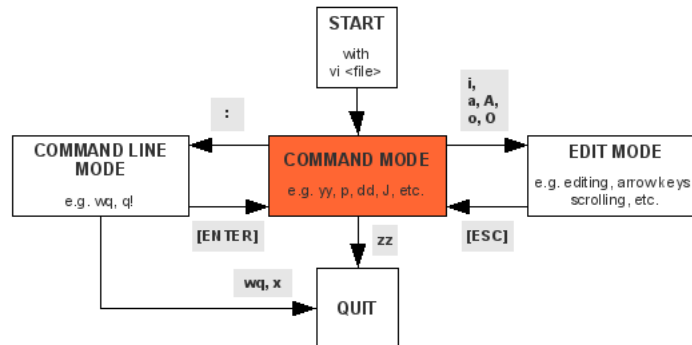 START
with
vi <file>
i,
a, A,
o, O
:
COMMAND LINE
MODE
e.g. wq, q!
COMMAND MODE
e.g. yy, p, dd, J, etc.
EDIT MODE
e.g. editing, arrow keys
scrolling, etc.
[ENTER]
[ESC]
zz
wq, x
QUIT